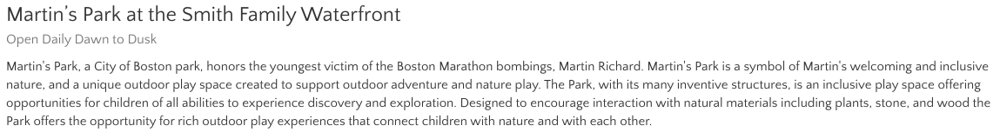 Martin's Park at the Smith Family Waterfront
Open Daily Dawn to Dusk
Martin's Park, a City of Boston park, honors the youngest victim of the Boston Marathon bombings, Martin Richard. Martin's Park is a symbol of Martin's welcoming and inclusive
nature, and a unique outdoor play space created to support outdoor adventure and nature play. The Park, with its many inventive structures, is an inclusive play space offering
opportunities for children of all abilities to experience discovery and exploration. Designed to encourage interaction with natural materials including plants, stone, and wood the
Park offers the opportunity for rich outdoor play experiences that connect children with nature and with each other.